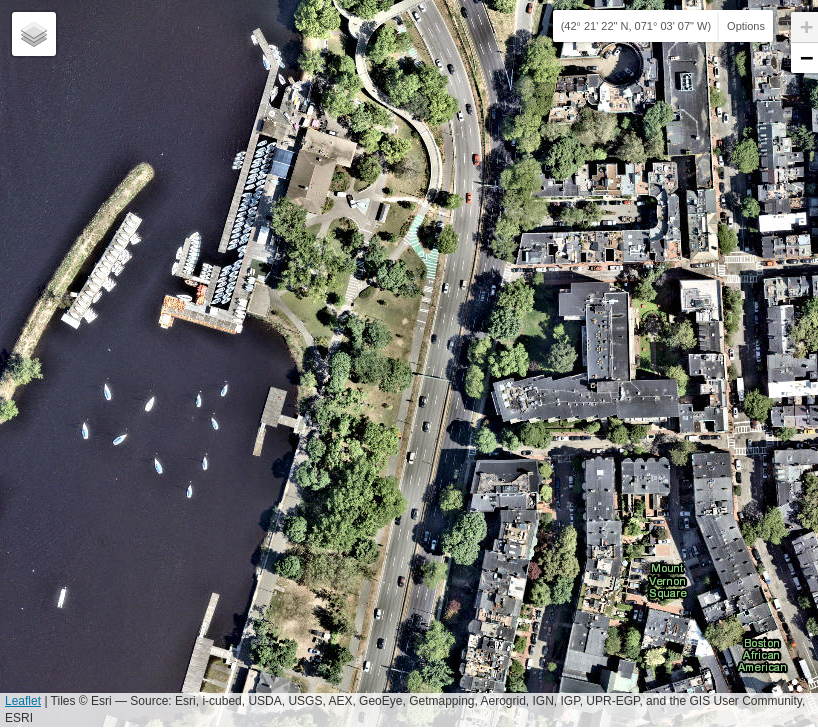 (42° 21' 22" N, 071° 03' 07" W)
Options
+
−
Mount
Vernon
Square
Boston
African
American
Leaflet | Tiles © Esri — Source: Esri, i-cubed, USDA, USGS, AEX, GeoEye, Getmapping, Aerogrid, IGN, IGP, UPR-EGP, and the GIS User Community,
ESRI